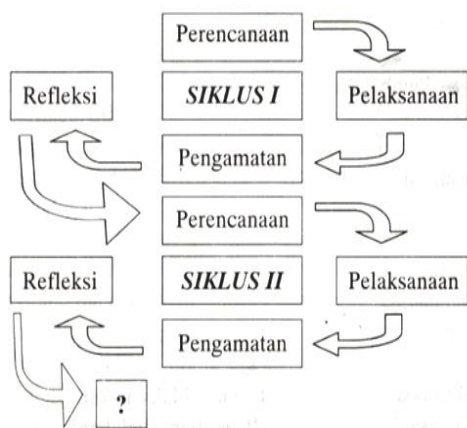 Perencanaan
Refleksi
SIKLUS I
Pelaksanaan
Pengamatan
Perencanaan
Refleksi
SIKLUS II
Pelaksanaan
Pengamatan
?